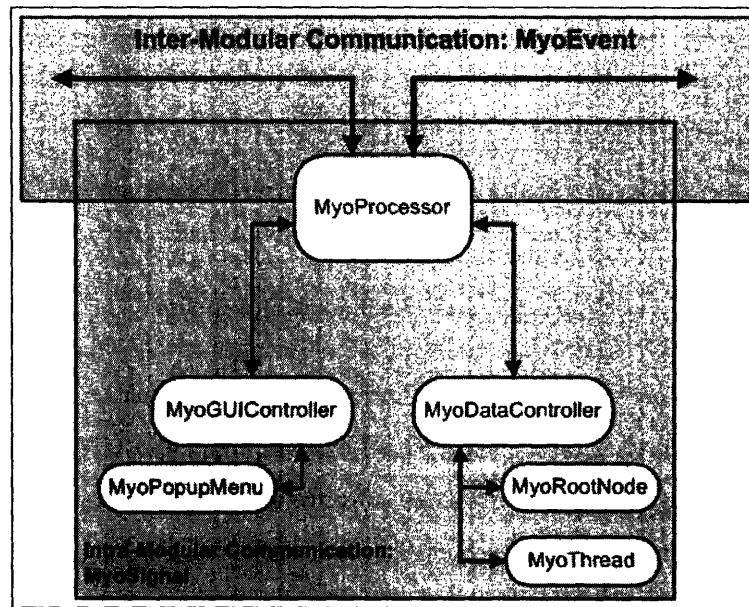 Inter-Modular Communication: MyoEvent
MyoProcessor
MyoGUIController
MyoDataController
MyoPopupMenu
MyoRootNode
MyoThread
Intra-Modular Communication:
MyoSignal